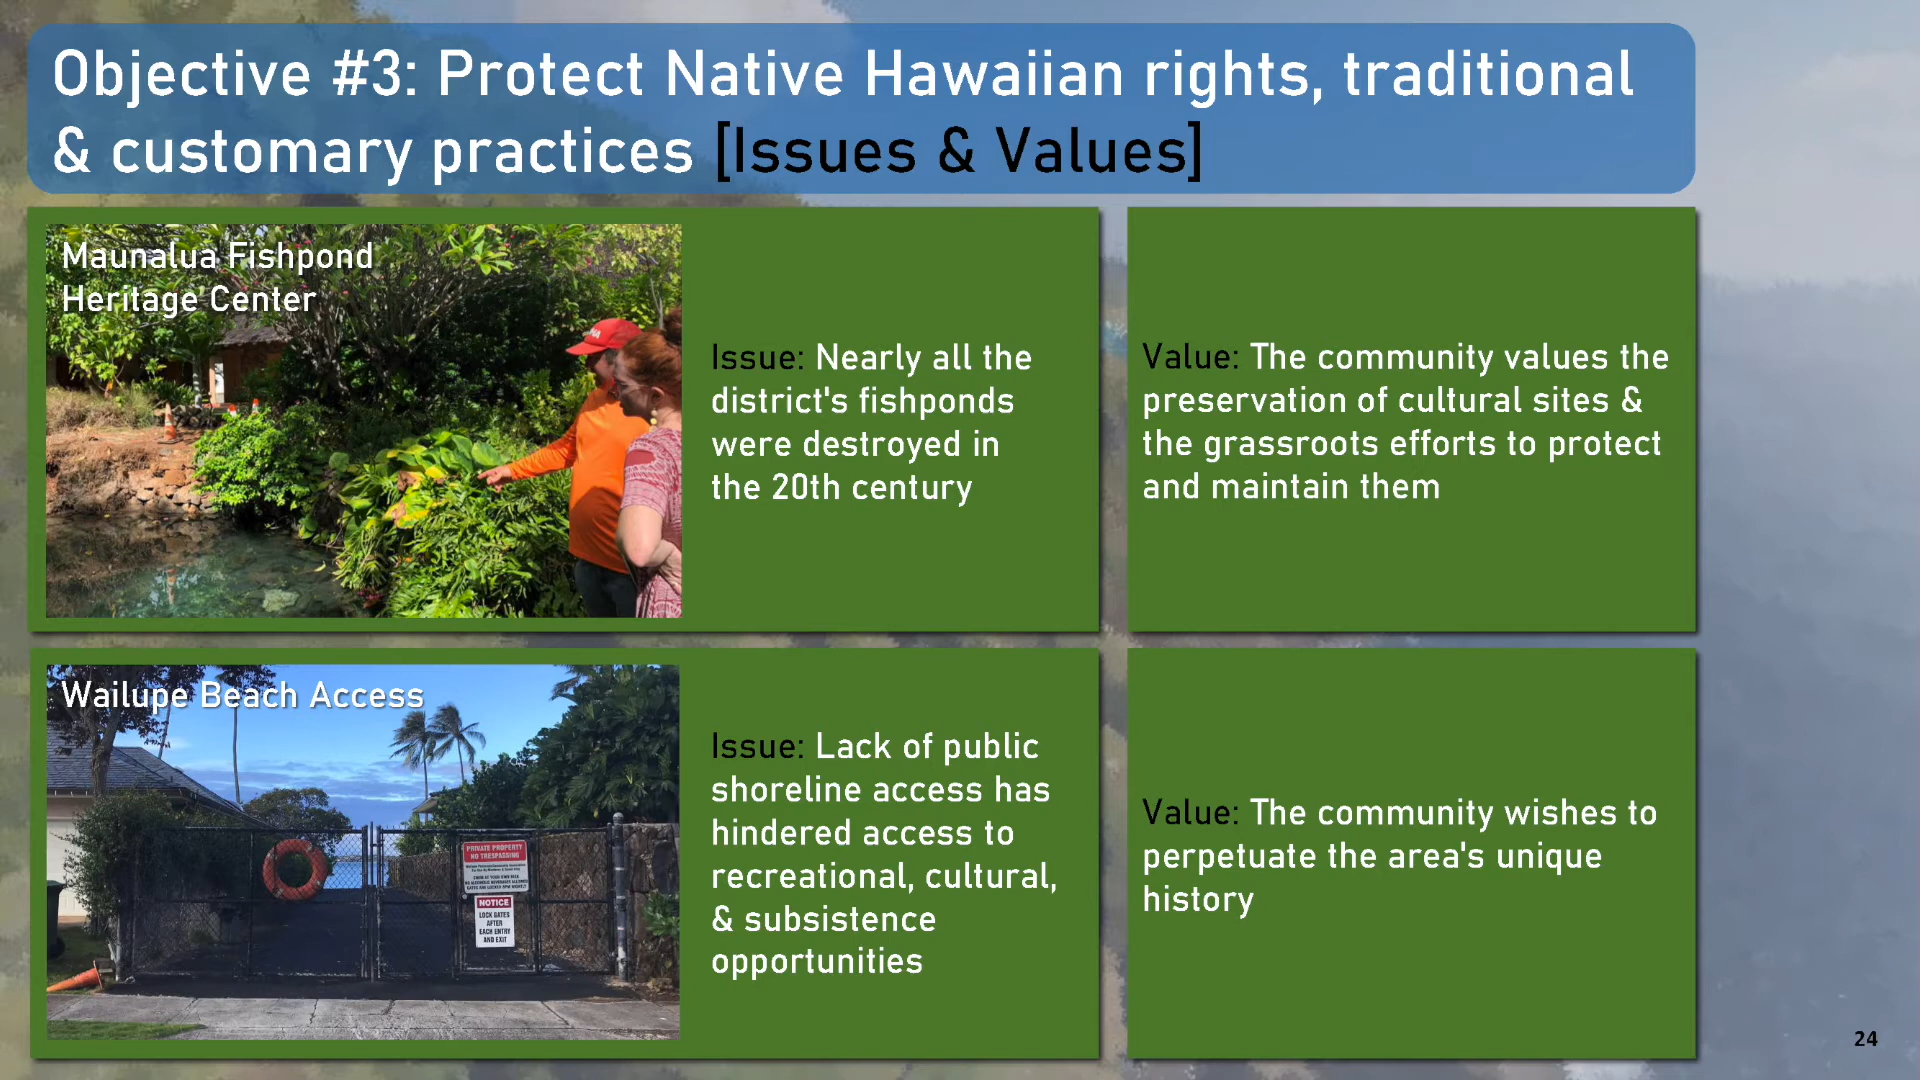 Objective #3: Protect Native Hawaiian rights, traditional
& customary practices [Issues & Values]
Maunalua Fishpond
Heritage Center
Issue: Nearly all the
district's fishponds
were destroyed in
the 20th century
Value: The community values the
preservation of cultural sites &
the grassroots efforts to protect
and maintain them
Wailupe Beach Access
PRIVATE PROPERTY
NO TRESPASSING
NOTICE
LOCK GATES
AFTER
EACH ENTRY
AND EXIT
Issue: Lack of public
shoreline access has
hindered access to
recreational, cultural,
& subsistence
opportunities
Value: The community wishes to
perpetuate the area's unique
history
24